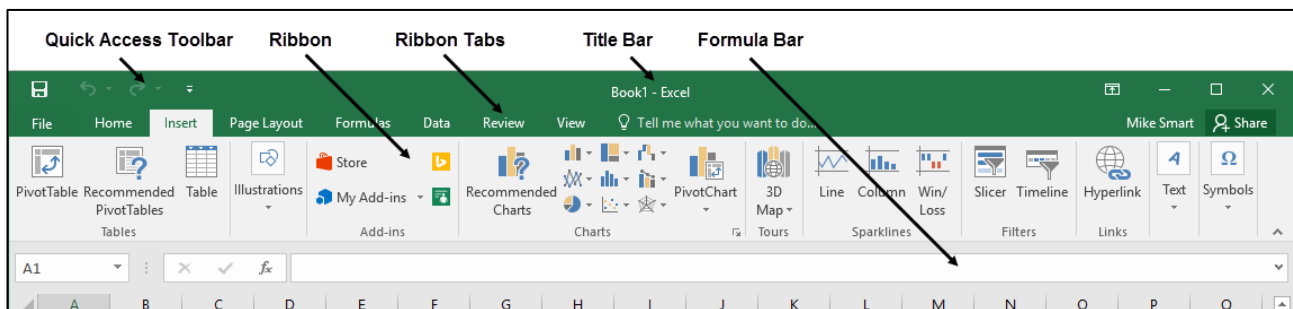 Quick Access Toolbar Ribbon Ribbon Tabs Title Bar Formula Bar
Book1 - Excel
File Home Insert Page Layout Formulas Data Review View Tell me what you want to do... Mike Smart Share
PivotTable Recommended PivotTables Table Illustrations Store My Add-ins Recommended Charts PivotChart 3D Map Line Column Win/Loss Slicer Timeline Hyperlink Text Symbols
Tables Add-ins Charts Tours Sparklines Filters Links
A1 fx
A B C D E F G H I J K L M N O P Q